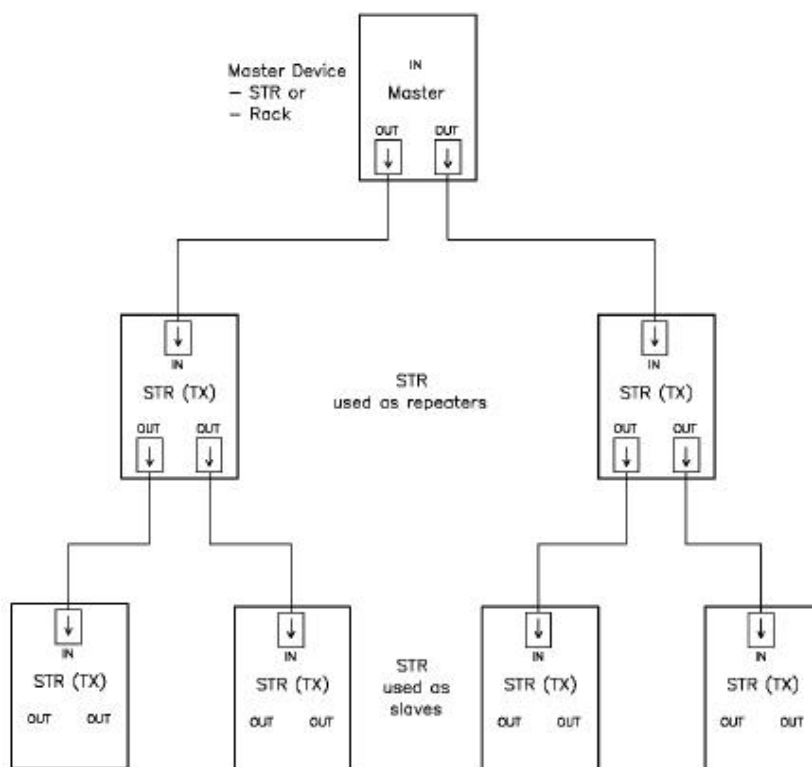 Master Device
- STR or
- Rack
IN
Master
OUT OUT
IN
STR (TX)
OUT OUT
STR
used as repeaters
IN
STR (TX)
OUT OUT
IN
STR (TX)
OUT OUT
IN
STR (TX)
OUT OUT
STR
used as
slaves
IN
STR (TX)
OUT OUT
IN
STR (TX)
OUT OUT